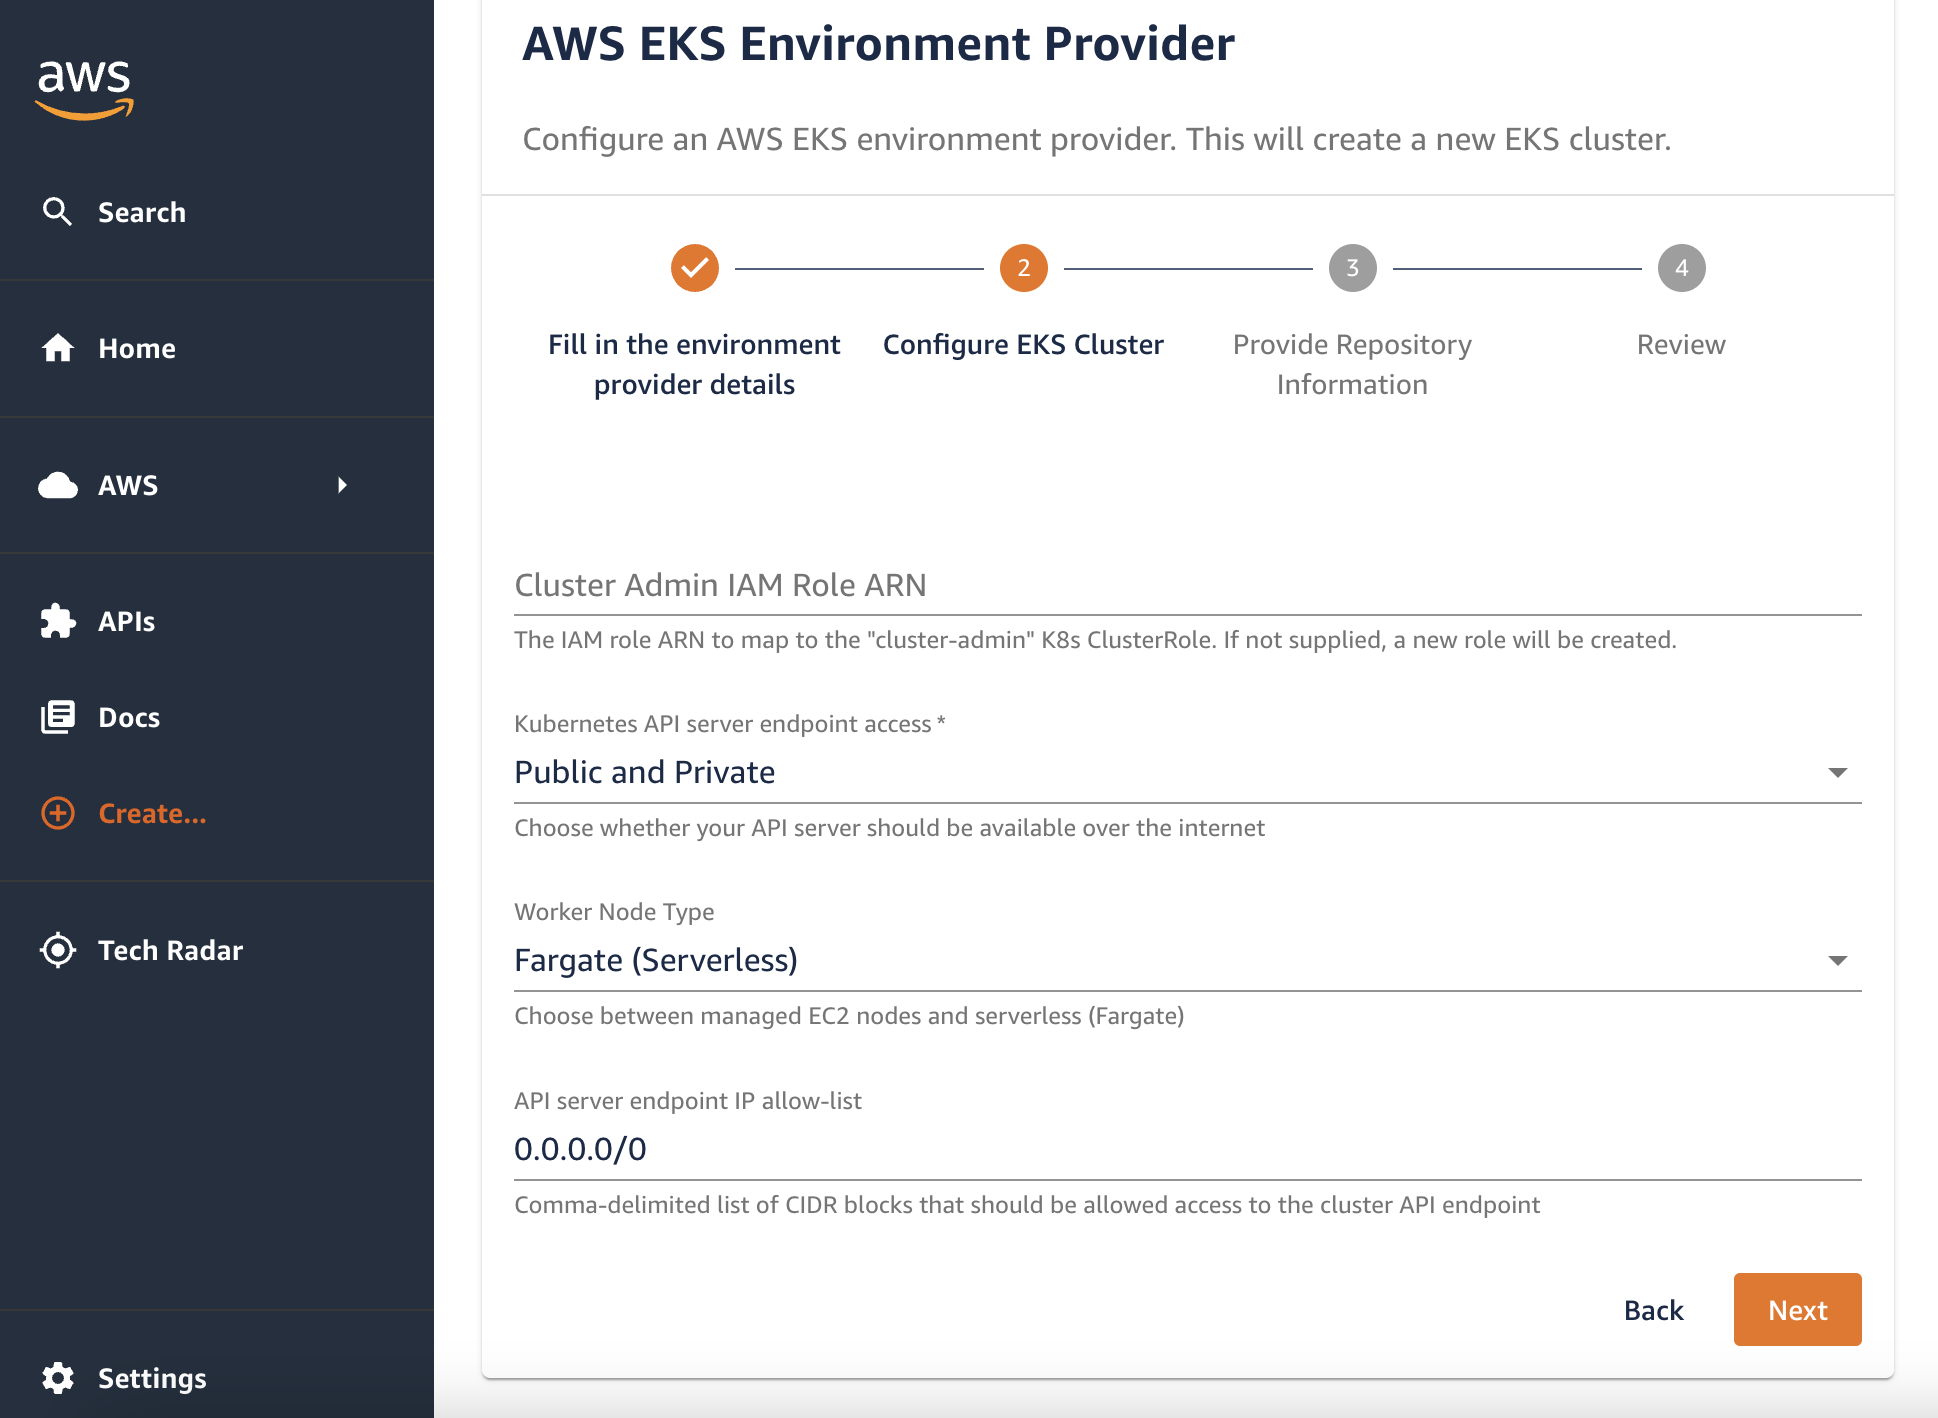 aws
Search
Home
AWS
APIs
Docs
Create...
Tech Radar
Settings
AWS EKS Environment Provider
Configure an AWS EKS environment provider. This will create a new EKS cluster.
2
3
4
Fill in the environment
provider details
Configure EKS Cluster
Provide Repository
Information
Review
Cluster Admin IAM Role ARN
The IAM role ARN to map to the "cluster-admin" K8s ClusterRole. If not supplied, a new role will be created.
Kubernetes API server endpoint access *
Public and Private
Choose whether your API server should be available over the internet
Worker Node Type
Fargate (Serverless)
Choose between managed EC2 nodes and serverless (Fargate)
API server endpoint IP allow-list
0.0.0.0/0
Comma-delimited list of CIDR blocks that should be allowed access to the cluster API endpoint
Back
Next